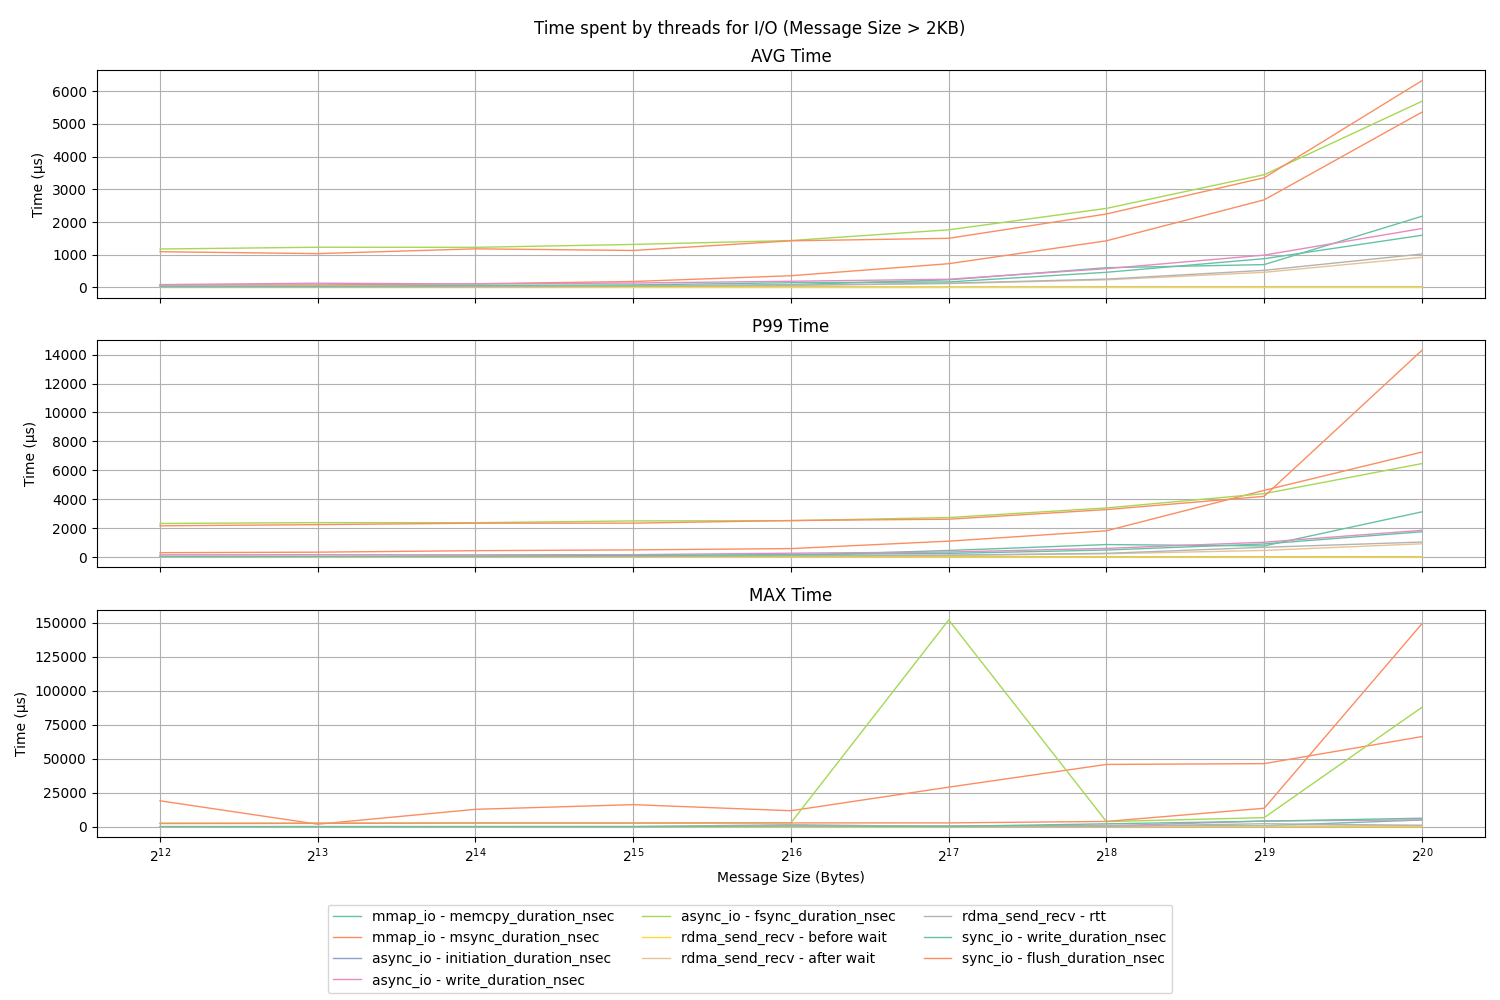 Time spent by threads for I/O (Message Size > 2KB)
AVG Time
6000
5000
4000
3000
2000
1000
0
Time (µs)
P99 Time
14000
12000
10000
8000
6000
4000
2000
0
Time (µs)
MAX Time
150000
125000
100000
75000
50000
25000
0
Time (µs)
2^12 2^13 2^14 2^15 2^16 2^17 2^18 2^19 2^20
Message Size (Bytes)
mmap_io - memcpy_duration_nsec
mmap_io - msync_duration_nsec
async_io - initiation_duration_nsec
async_io - write_duration_nsec
async_io - fsync_duration_nsec
rdma_send_recv - before wait
rdma_send_recv - after wait
rdma_send_recv - rtt
sync_io - write_duration_nsec
sync_io - flush_duration_nsec